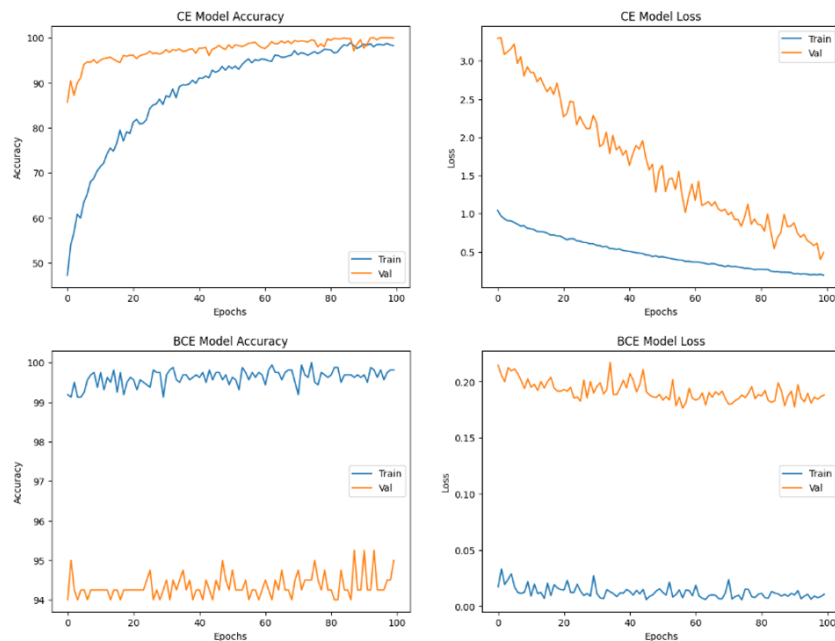 CE Model Accuracy
100
90
80
70
60
50
Accuracy
0 20 40 60 80 100
Epochs
Train
Val
CE Model Loss
3.0
2.5
2.0
1.5
1.0
0.5
Loss
0 20 40 60 80 100
Epochs
Train
Val
BCE Model Accuracy
100
99
98
97
96
95
94
Accuracy
0 20 40 60 80 100
Epochs
Train
Val
BCE Model Loss
0.20
0.15
0.10
0.05
0.00
Loss
0 20 40 60 80 100
Epochs
Train
Val